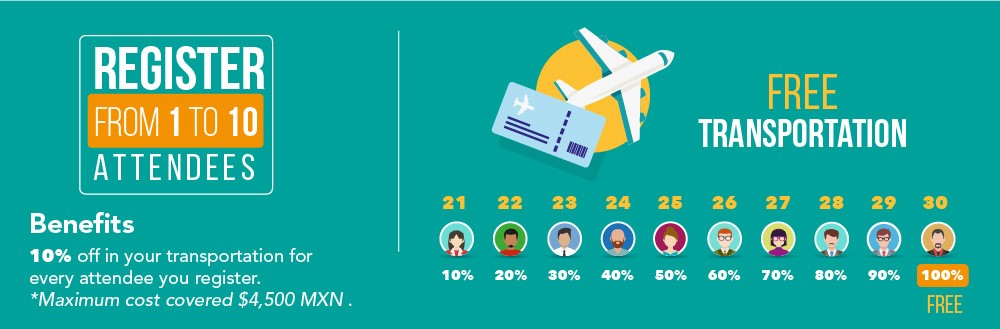 REGISTER
FROM 1 TO 10
ATTENDEES
Benefits
10% off in your transportation for
every attendee you register.
*Maximum cost covered $4,500 MXN .
FREE
TRANSPORTATION
21 22 23 24 25 26 27 28 29 30
10% 20% 30% 40% 50% 60% 70% 80% 90% 100%
FREE